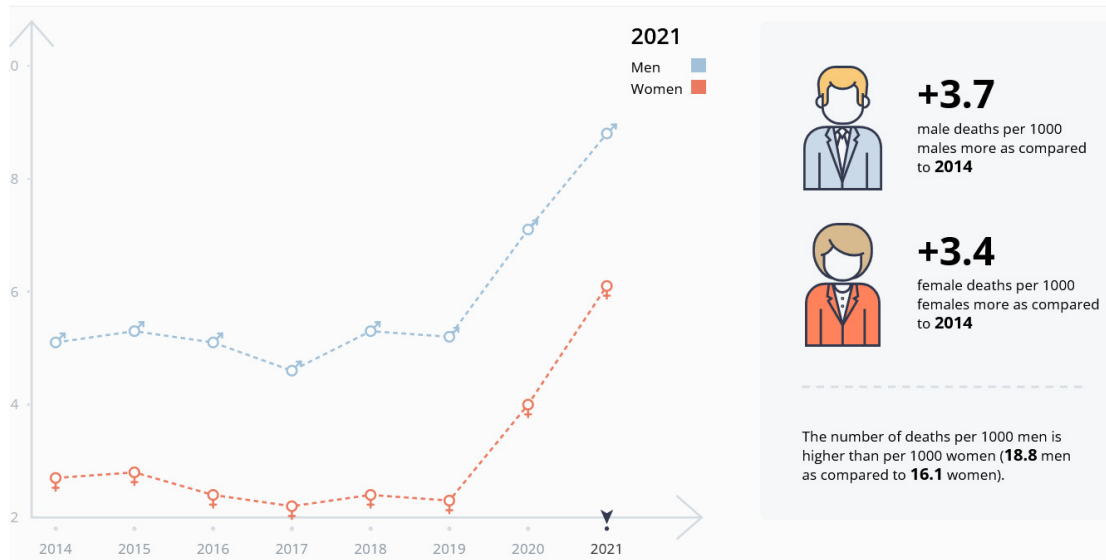 2021
Men
Women
0
8
6
4
2
2014 2015 2016 2017 2018 2019 2020 2021
+3.7
male deaths per 1000
males more as compared
to 2014
+3.4
female deaths per 1000
females more as compared
to 2014
The number of deaths per 1000 men is
higher than per 1000 women (18.8 men
as compared to 16.1 women).